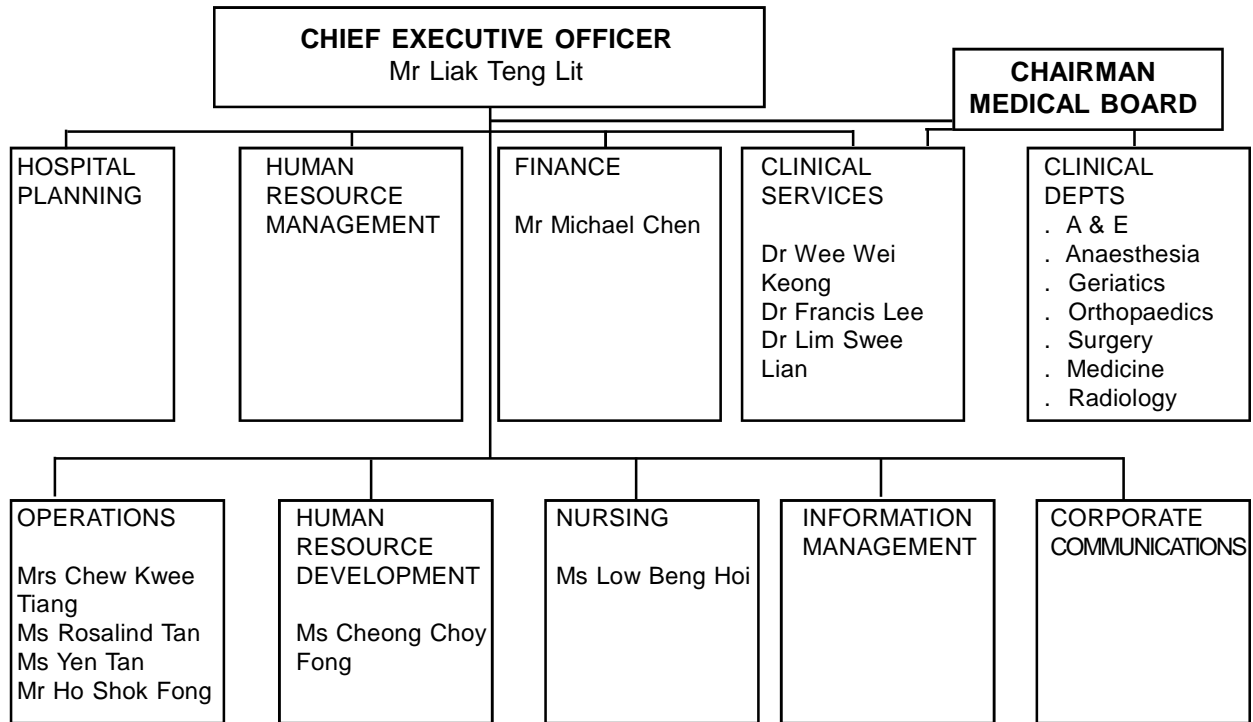 CHIEF EXECUTIVE OFFICER
Mr Liak Teng Lit
CHAIRMAN
MEDICAL BOARD
HOSPITAL
PLANNING
HUMAN
RESOURCE
MANAGEMENT
FINANCE
Mr Michael Chen
CLINICAL
SERVICES
Dr Wee Wei
Keong
Dr Francis Lee
Dr Lim Swee
Lian
CLINICAL
DEPTS
. A & E
. Anaesthesia
. Geriatics
. Orthopaedics
. Surgery
. Medicine
. Radiology
OPERATIONS
Mrs Chew Kwee
Tiang
Ms Rosalind Tan
Ms Yen Tan
Mr Ho Shok Fong
HUMAN
RESOURCE
DEVELOPMENT
Ms Cheong Choy
Fong
NURSING
Ms Low Beng Hoi
INFORMATION
MANAGEMENT
CORPORATE
COMMUNICATIONS